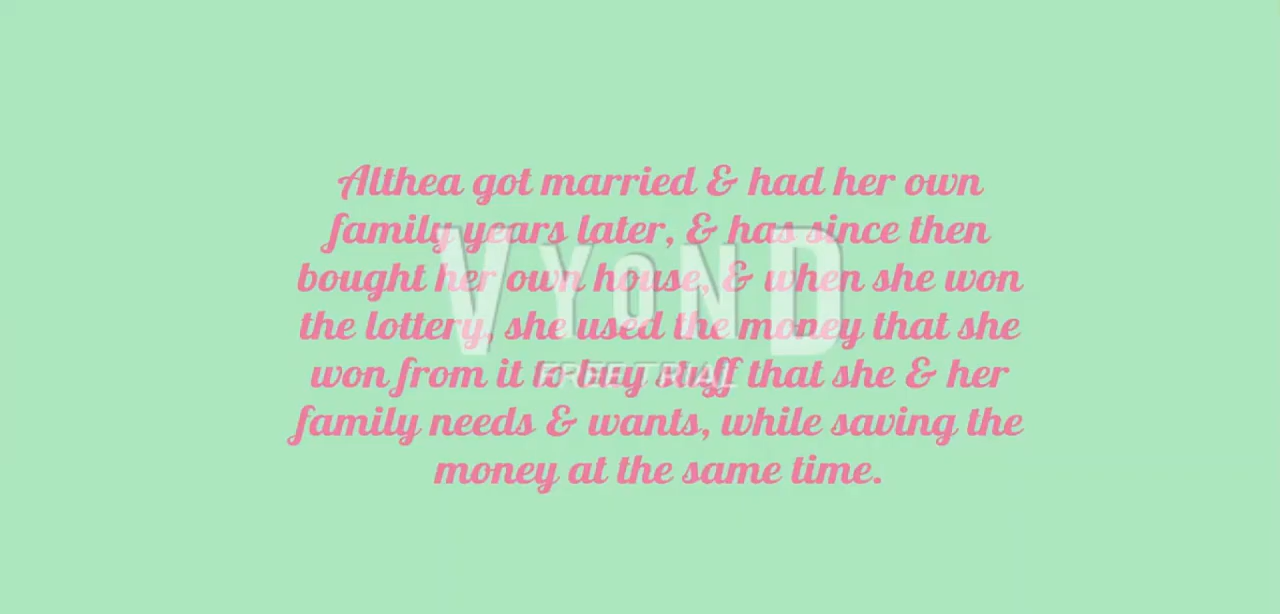 Althea got married & had her own
family years later, & has since then
bought her own house, & when she won
the lottery, she used the money that she
won from it to buy stuff that she & her
family needs & wants, while saving the
money at the same time.
VYOND
FREE TRIAL